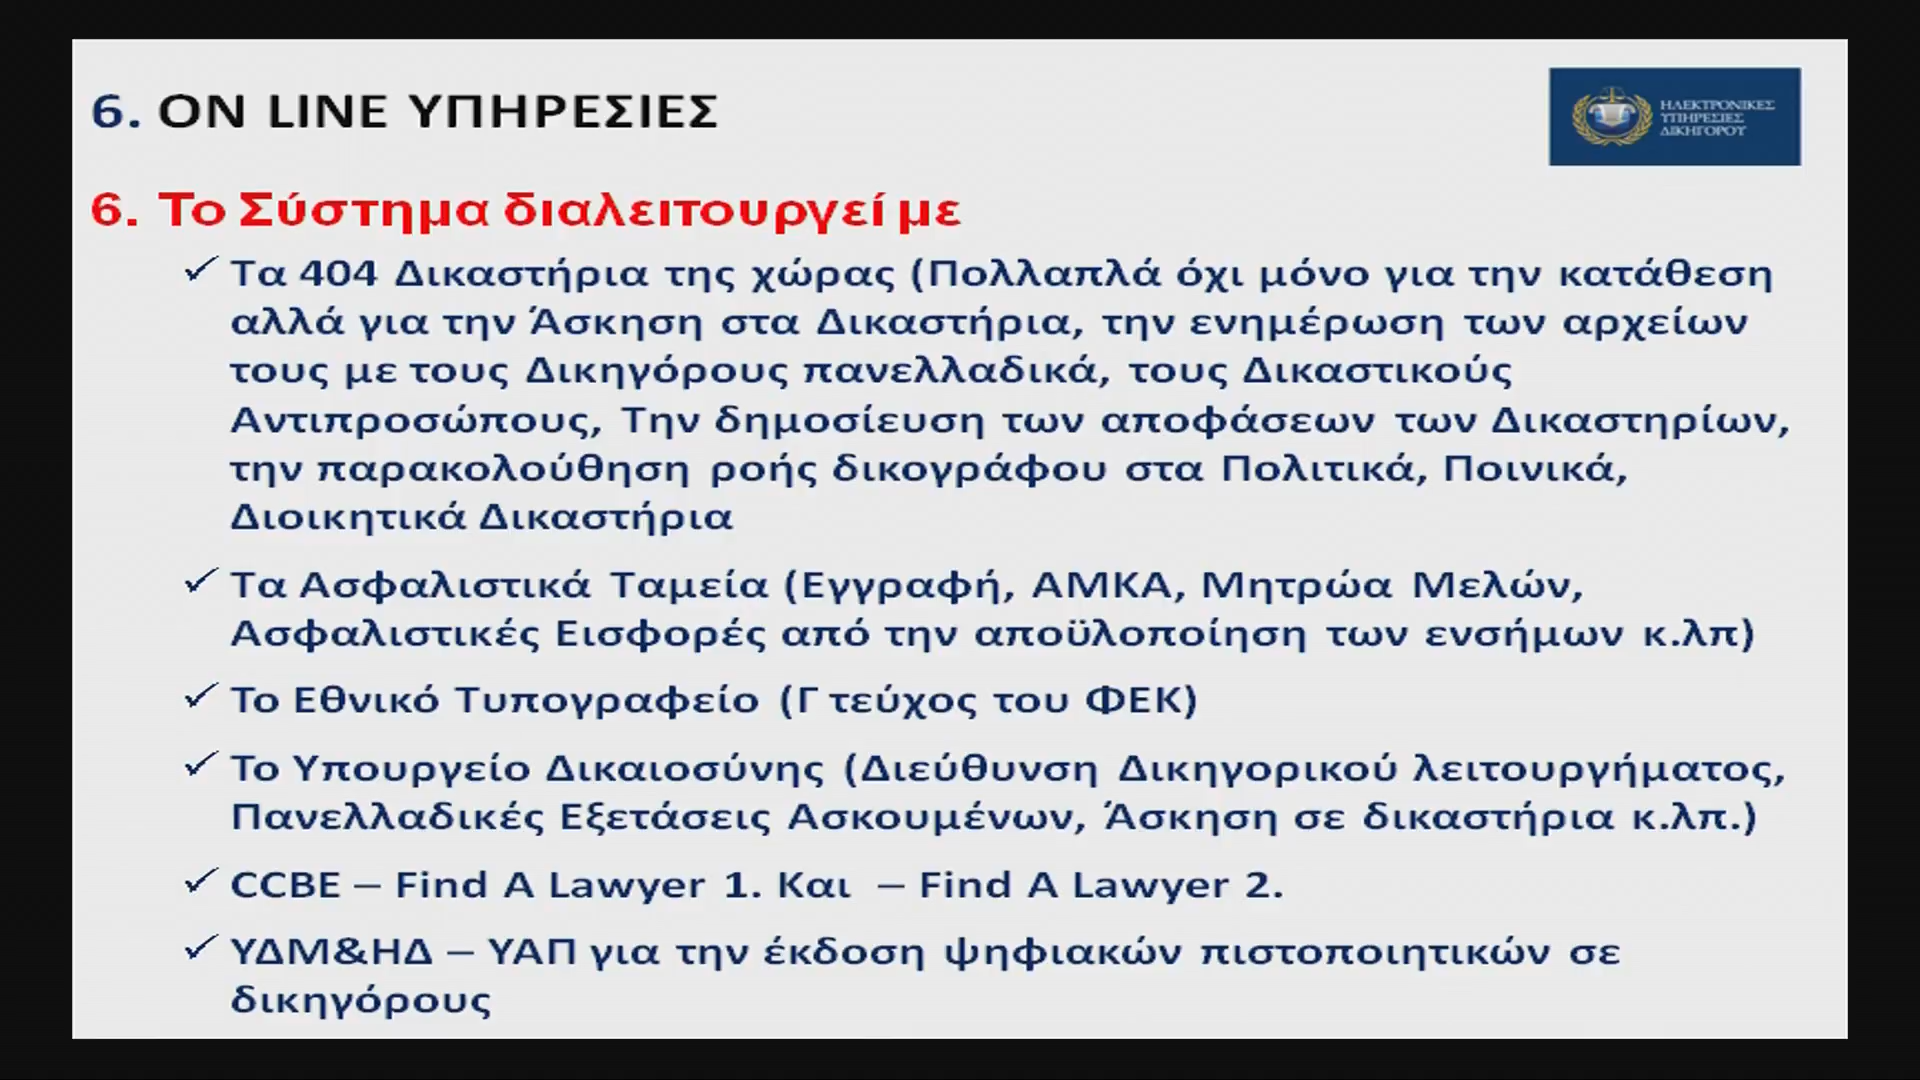 6. ON LINE ΥΠΗΡΕΣΙΕΣ
ΗΛΕΚΤΡΟΝΙΚΕΣ
ΥΠΗΡΕΣΙΕΣ
ΔΙΚΗΓΟΡΟΥ
6. Το Σύστημα διαλειτουργεί με
✓ Τα 404 Δικαστήρια της χώρας (Πολλαπλά όχι μόνο για την κατάθεση
αλλά για την Άσκηση στα Δικαστήρια, την ενημέρωση των αρχείων
τους με τους Δικηγόρους πανελλαδικά, τους Δικαστικούς
Αντιπροσώπους, Την δημοσίευση των αποφάσεων των Δικαστηρίων,
την παρακολούθηση ροής δικογράφου στα Πολιτικά, Ποινικά,
Διοικητικά Δικαστήρια
✓ Τα Ασφαλιστικά Ταμεία (Εγγραφή, ΑΜΚΑ, Μητρώα Μελών,
Ασφαλιστικές Εισφορές από την αποϋλοποίηση των ενσήμων κ.λπ)
✓ Το Εθνικό Τυπογραφείο (Γ τεύχος του ΦΕΚ)
✓ Το Υπουργείο Δικαιοσύνης (Διεύθυνση Δικηγορικού λειτουργήματος,
Πανελλαδικές Εξετάσεις Ασκουμένων, Άσκηση σε δικαστήρια κ.λπ.)
✓ CCBE – Find A Lawyer 1. Και – Find A Lawyer 2.
✓ ΥΔΜ&ΗΔ – ΥΑΠ για την έκδοση ψηφιακών πιστοποιητικών σε
δικηγόρους